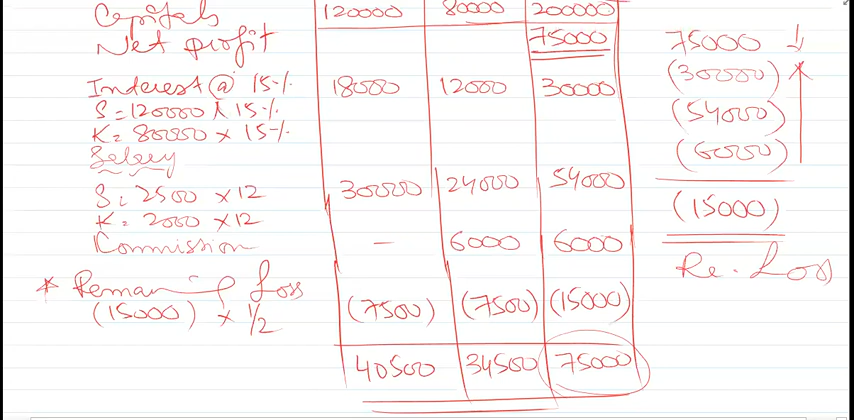 Capitals 120000 80000 200000
Net profit 75000 75000
Interest @ 15% 18000 12000 30000 (30000)
S = 120000 x 15%
K = 80000 x 15% (54000)
Salary (6000)
S = 2500 x 12 30000 24000 54000
K = 2000 x 12 (15000)
Commission – 6000 6000
Re. Loss
* Remaning Loss
(15000) x 1/2 (7500) (7500) (15000)
40500 34500 75000